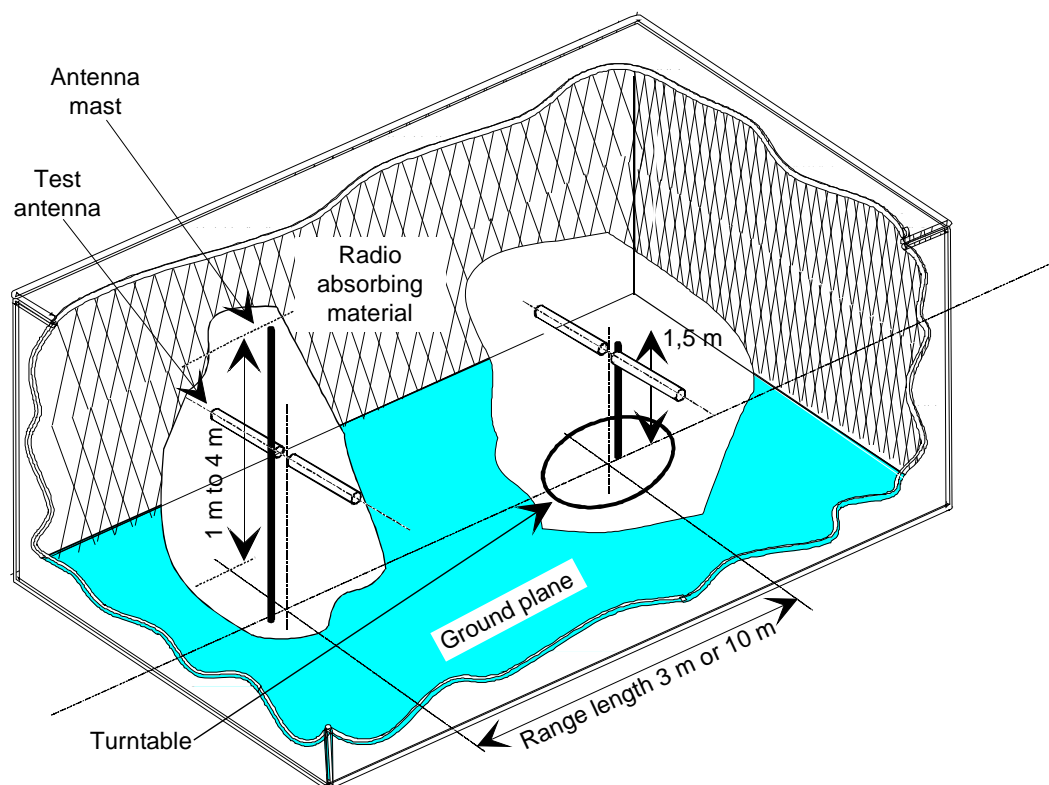 Antenna
mast
Test
antenna
Radio
absorbing
material
1,5 m
1 m to 4 m
Ground plane
Range length 3 m or 10 m
Turntable